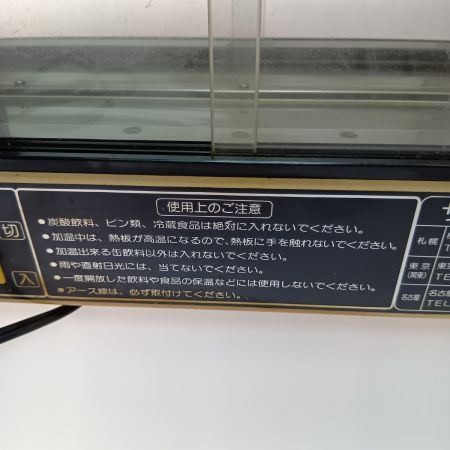 使用上のご注意
●炭酸飲料、ビン類、冷蔵食品は絶対に入れないでください。
●加温中は、熱板が高温になるので、熱板に手を触れないでください。
●加温出来る缶飲料以外は入れないでください。
●雨や直射日光には、当てないでください。
●一度開放した飲料や食品の保温などには使用しないでください。
●アース線は、必ず取付けてください。
切
入
札幌
東京
名古屋 名古屋
TEL